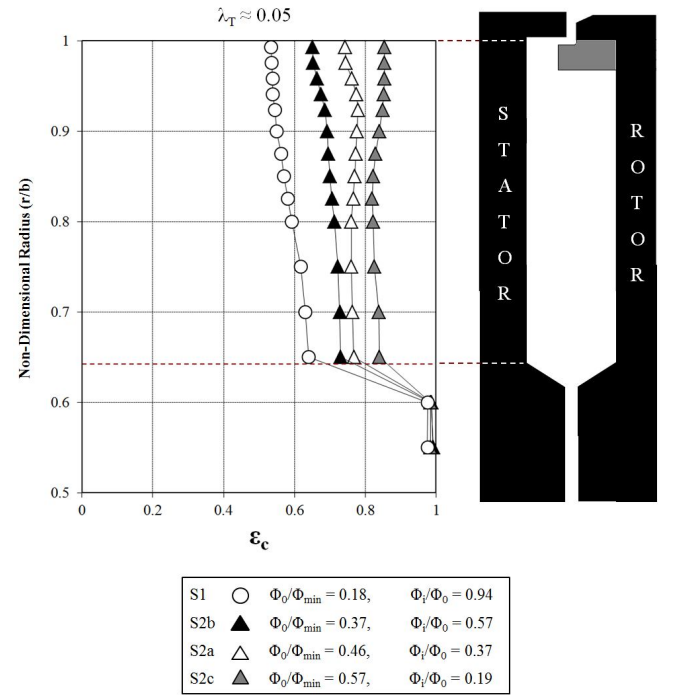 λT ≈ 0.05
Non-Dimensional Radius (r/b)
1
0.9
0.8
0.7
0.6
0.5
0
0.2
0.4
0.6
0.8
1
εc
STATOR
ROTOR
S1 Φ0/Φmin = 0.18, Φi/Φ0 = 0.94
S2b Φ0/Φmin = 0.37, Φi/Φ0 = 0.57
S2a Φ0/Φmin = 0.46, Φi/Φ0 = 0.37
S2c Φ0/Φmin = 0.57, Φi/Φ0 = 0.19